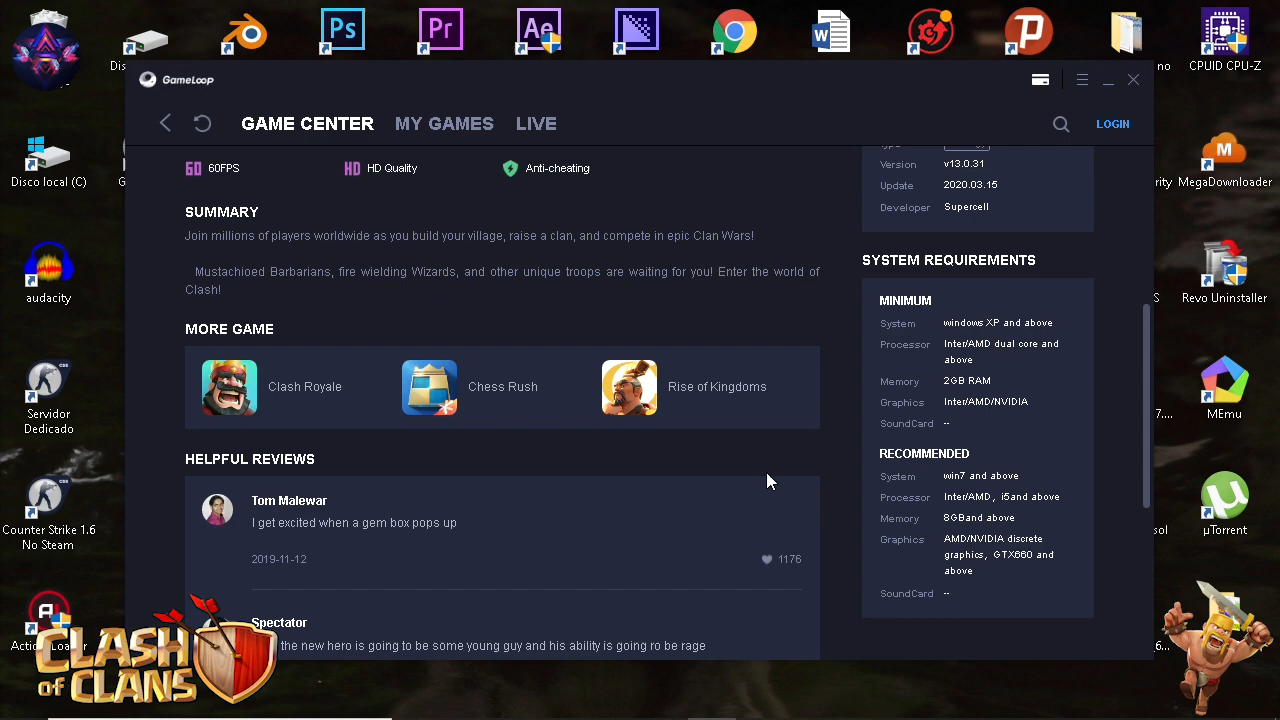 Ps
Pr
Ae
W
P
no
CPUID CPU-Z
GameLoop
GAME CENTER
MY GAMES
LIVE
LOGIN
Disco local (C)
MegaDownloader
60
60FPS
HD
HD Quality
Anti-cheating
Version
v13.0.31
Update
2020.03.15
Developer
Supercell
SUMMARY
Join millions of players worldwide as you build your village, raise a clan, and compete in epic Clan Wars!
Mustachioed Barbarians, fire wielding Wizards, and other unique troops are waiting for you! Enter the world of
Clash!
MORE GAME
Clash Royale
Chess Rush
Rise of Kingdoms
HELPFUL REVIEWS
Tom Malewar
I get excited when a gem box pops up
2019-11-12
1176
Spectator
the new hero is going to be some young guy and his ability is going ro be rage
SYSTEM REQUIREMENTS
MINIMUM
System
windows XP and above
Processor
Inter/AMD dual core and
above
Memory
2GB RAM
Graphics
Inter/AMD/NVIDIA
SoundCard
--
RECOMMENDED
System
win7 and above
Processor
Inter/AMD, i5and above
Memory
8GBand above
Graphics
AMD/NVIDIA discrete
graphics, GTX660 and
above
SoundCard
--
audacity
Servidor
Dedicado
Counter Strike 1.6
No Steam
Revo Uninstaller
MEmu
µTorrent
CLASH
OF CLANS